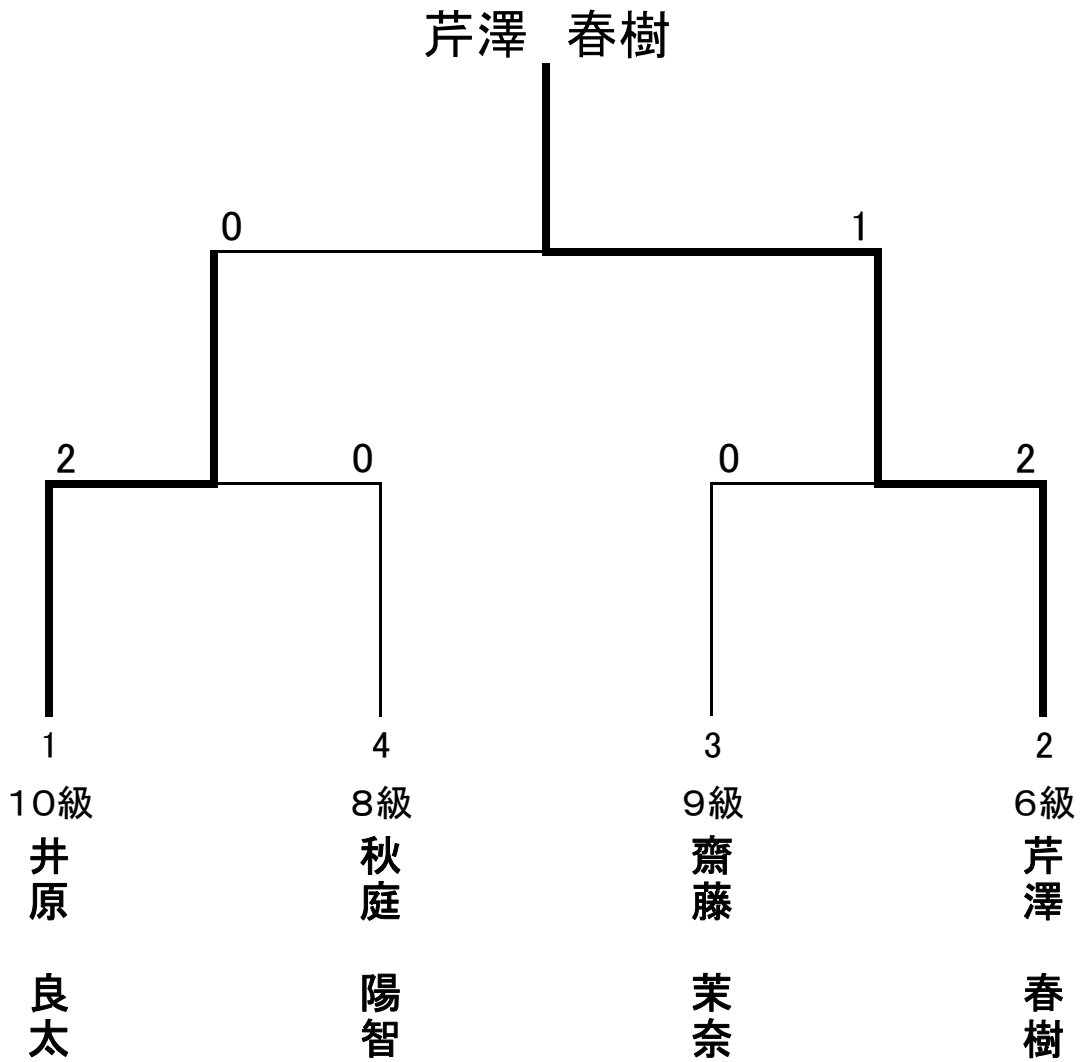 芹澤　春樹
0 1
2 0 0 2
1 4 3 2
10級 8級 9級 6級
井原　良太
秋庭　陽智
齋藤　茉奈
芹澤　春樹